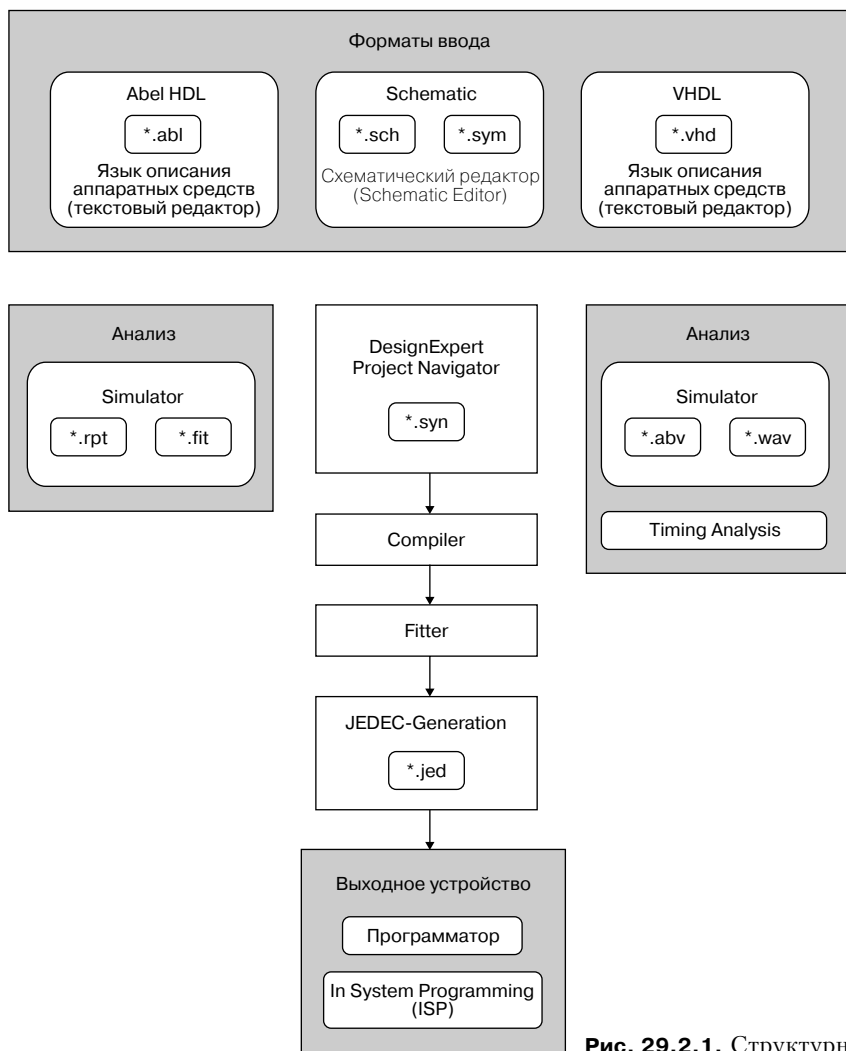 Форматы ввода
Abel HDL
*.abl
Язык описания
аппаратных средств
(текстовый редактор)
Schematic
*.sch
*.sym
Схематический редактор
(Schematic Editor)
VHDL
*.vhd
Язык описания
аппаратных средств
(текстовый редактор)
Анализ
Simulator
*.rpt
*.fit
DesignExpert
Project Navigator
*.syn
Анализ
Simulator
*.abv
*.wav
Timing Analysis
Compiler
Fitter
JEDEC-Generation
*.jed
Выходное устройство
Программатор
In System Programming
(ISP)
Рис. 29.2.1. Структурн